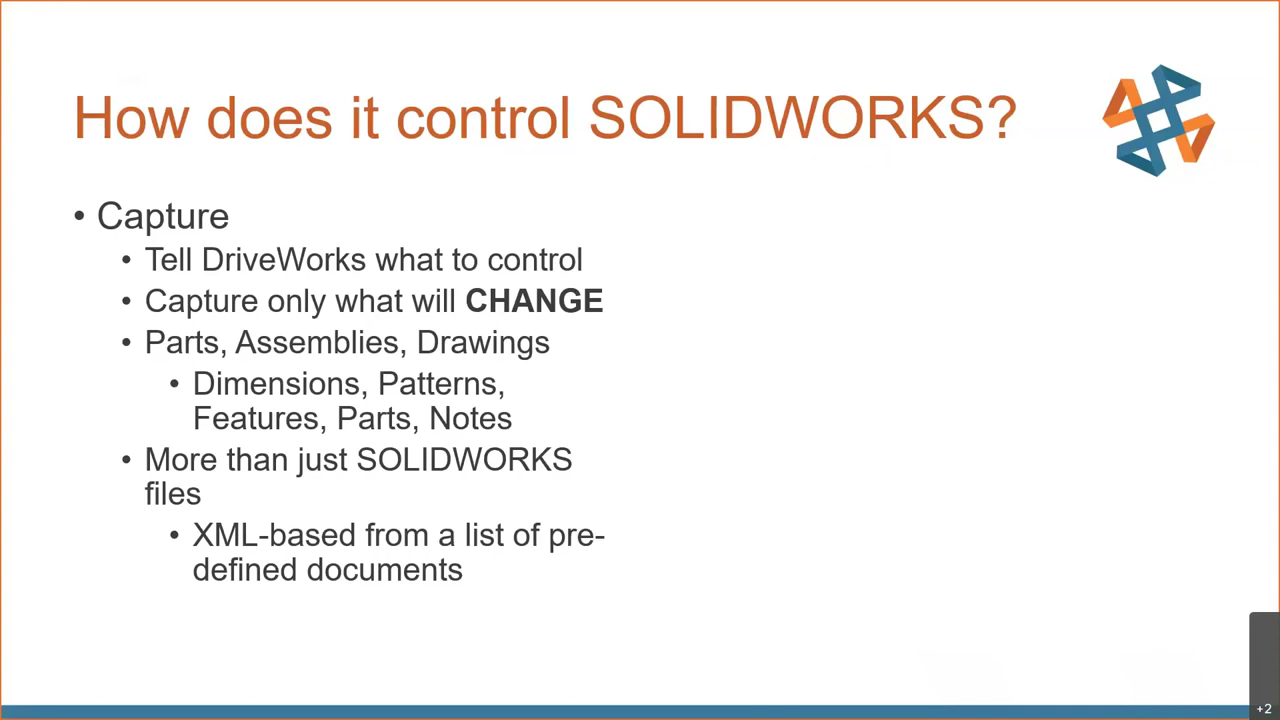 How does it control SOLIDWORKS?
• Capture
• Tell DriveWorks what to control
• Capture only what will CHANGE
• Parts, Assemblies, Drawings
• Dimensions, Patterns,
Features, Parts, Notes
• More than just SOLIDWORKS
files
• XML-based from a list of pre-
defined documents
+2